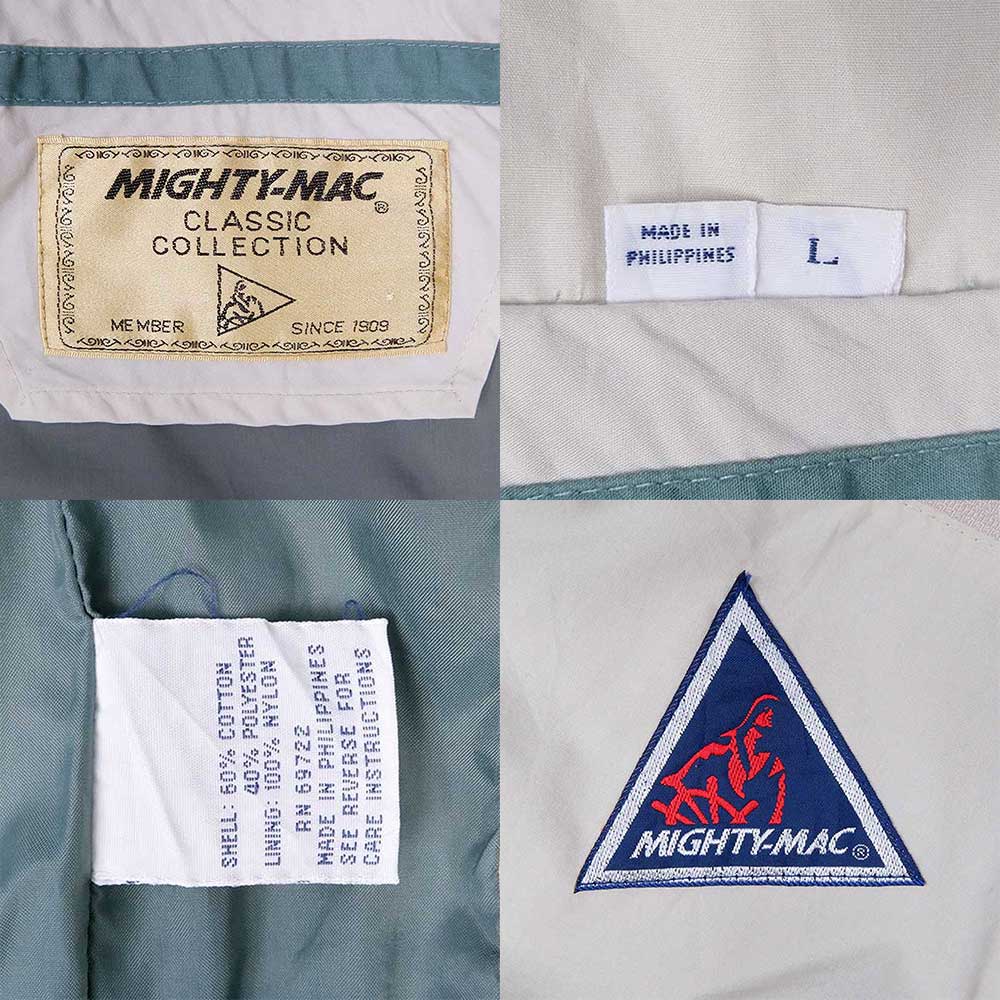 MIGHTY-MAC®
CLASSIC
COLLECTION
MEMBER SINCE 1909
MADE IN
PHILIPPINES
L
SHELL: 60% COTTON
40% POLYESTER
LINING: 100% NYLON
RN 69722
MADE IN PHILIPPINES
SEE REVERSE FOR
CARE INSTRUCTIONS
MIGHTY-MAC®